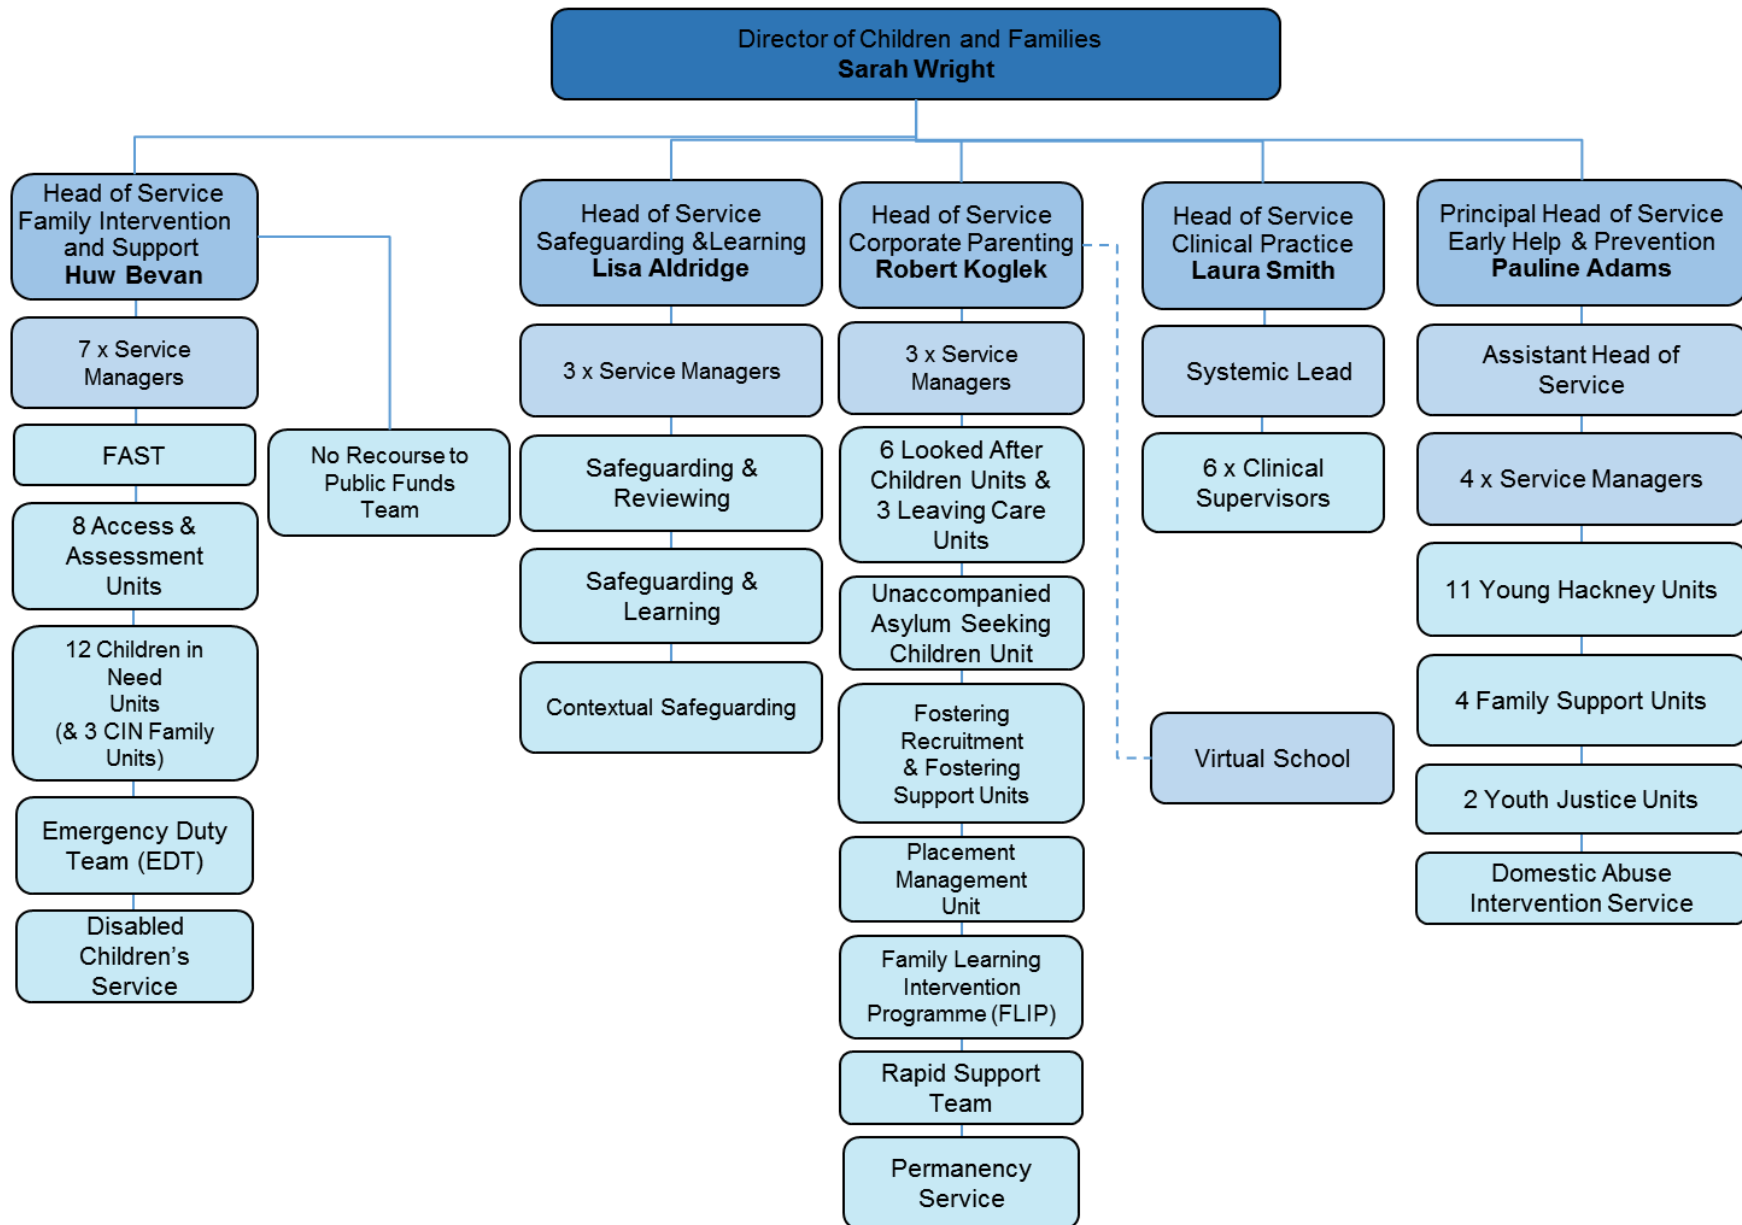 Director of Children and Families
Sarah Wright
Head of Service
Family Intervention
and Support
Huw Bevan
7 x Service
Managers
FAST
8 Access &
Assessment
Units
12 Children in
Need
Units
(& 3 CIN Family
Units)
Emergency Duty
Team (EDT)
Disabled
Children’s
Service
No Recourse to
Public Funds
Team
Head of Service
Safeguarding &Learning
Lisa Aldridge
3 x Service Managers
Safeguarding &
Reviewing
Safeguarding &
Learning
Contextual Safeguarding
Head of Service
Corporate Parenting
Robert Koglek
3 x Service
Managers
6 Looked After
Children Units &
3 Leaving Care
Units
Unaccompanied
Asylum Seeking
Children Unit
Fostering
Recruitment
& Fostering
Support Units
Placement
Management
Unit
Family Learning
Intervention
Programme (FLIP)
Rapid Support
Team
Permanency
Service
Head of Service
Clinical Practice
Laura Smith
Systemic Lead
6 x Clinical
Supervisors
Virtual School
Principal Head of Service
Early Help & Prevention
Pauline Adams
Assistant Head of
Service
4 x Service Managers
11 Young Hackney Units
4 Family Support Units
2 Youth Justice Units
Domestic Abuse
Intervention Service